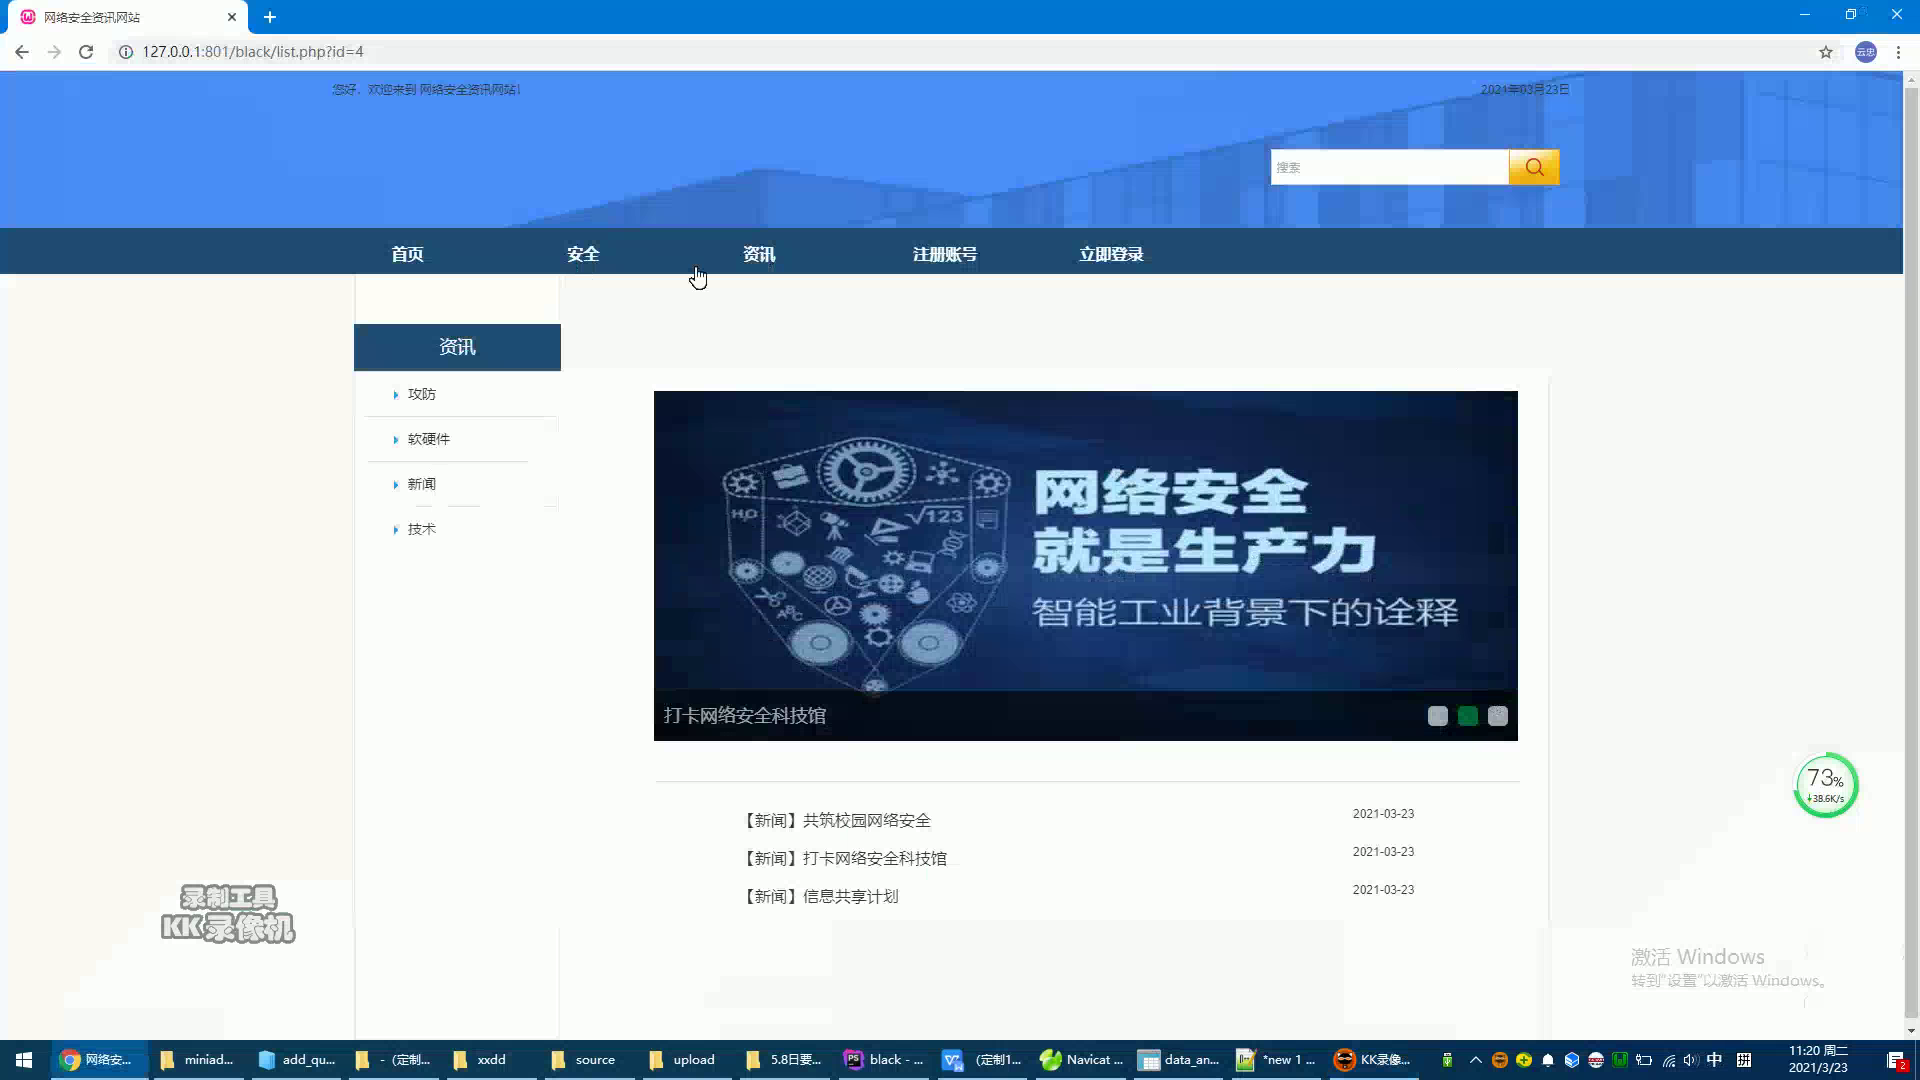 网络安全资讯网站
127.0.0.1:801/black/list.php?id=4
云忠
您好，欢迎来到 网络安全资讯网站!
2021年03月23日
搜索
首页
安全
资讯
注册账号
立即登录
资讯
攻防
软硬件
新闻
技术
√123
网络安全
就是生产力
智能工业背景下的诠释
打卡网络安全科技馆
【新闻】共筑校园网络安全
2021-03-23
【新闻】打卡网络安全科技馆
2021-03-23
【新闻】信息共享计划
2021-03-23
73%
38.6K/s
录制工具
KK录像机
激活 Windows
转到"设置"以激活 Windows。
网络安...
miniad...
add_qu...
-（定制...
xxdd
source
upload
5.8日要...
black - ...
(定制1...
Navicat ...
data_an...
*new 1 ...
KK录像...
中
拼
11:20 周二
2021/3/23
2